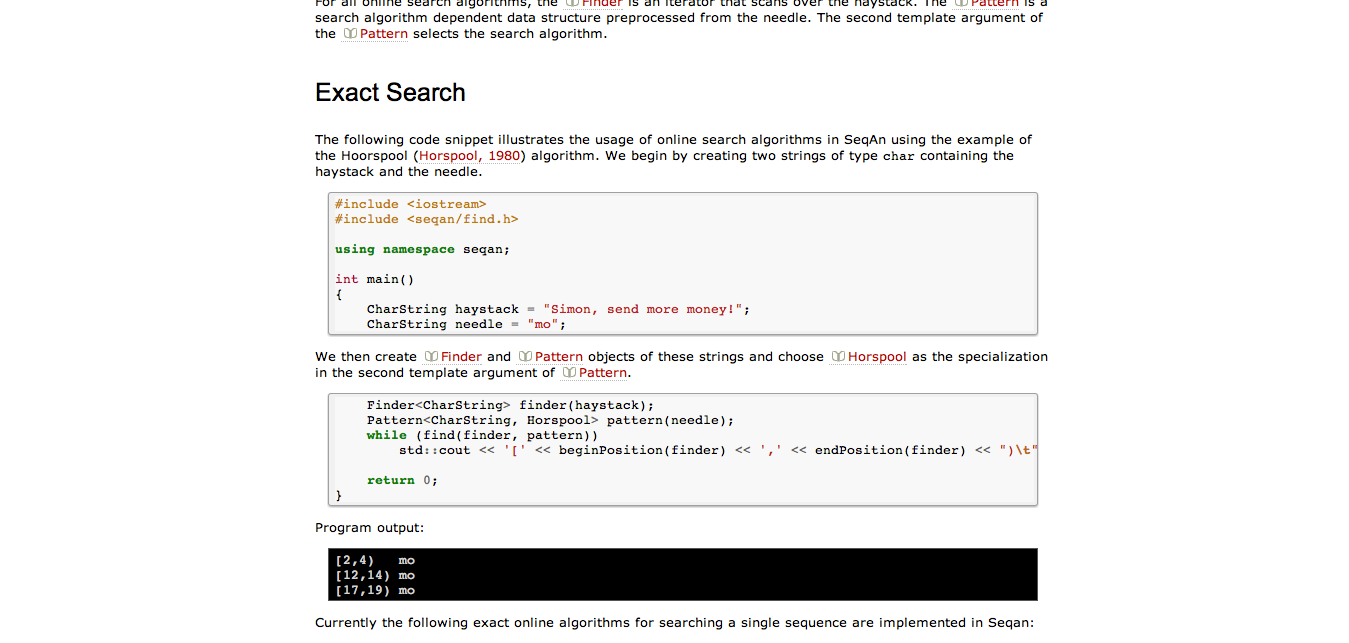 For all online search algorithms, the Finder is an iterator that scans over the haystack. The Pattern is a
search algorithm dependent data structure preprocessed from the needle. The second template argument of
the Pattern selects the search algorithm.
Exact Search
The following code snippet illustrates the usage of online search algorithms in SeqAn using the example of
the Hoorspool (Horspool, 1980) algorithm. We begin by creating two strings of type char containing the
haystack and the needle.
#include <iostream>
#include <seqan/find.h>
using namespace seqan;
int main()
{
    CharString haystack = "Simon, send more money!";
    CharString needle = "mo";
We then create Finder and Pattern objects of these strings and choose Horspool as the specialization
in the second template argument of Pattern.
    Finder<CharString> finder(haystack);
    Pattern<CharString, Horspool> pattern(needle);
    while (find(finder, pattern))
        std::cout << '[' << beginPosition(finder) << ',' << endPosition(finder) << ")\t"
    return 0;
}
Program output:
[2,4)   mo
[12,14) mo
[17,19) mo
Currently the following exact online algorithms for searching a single sequence are implemented in Seqan: